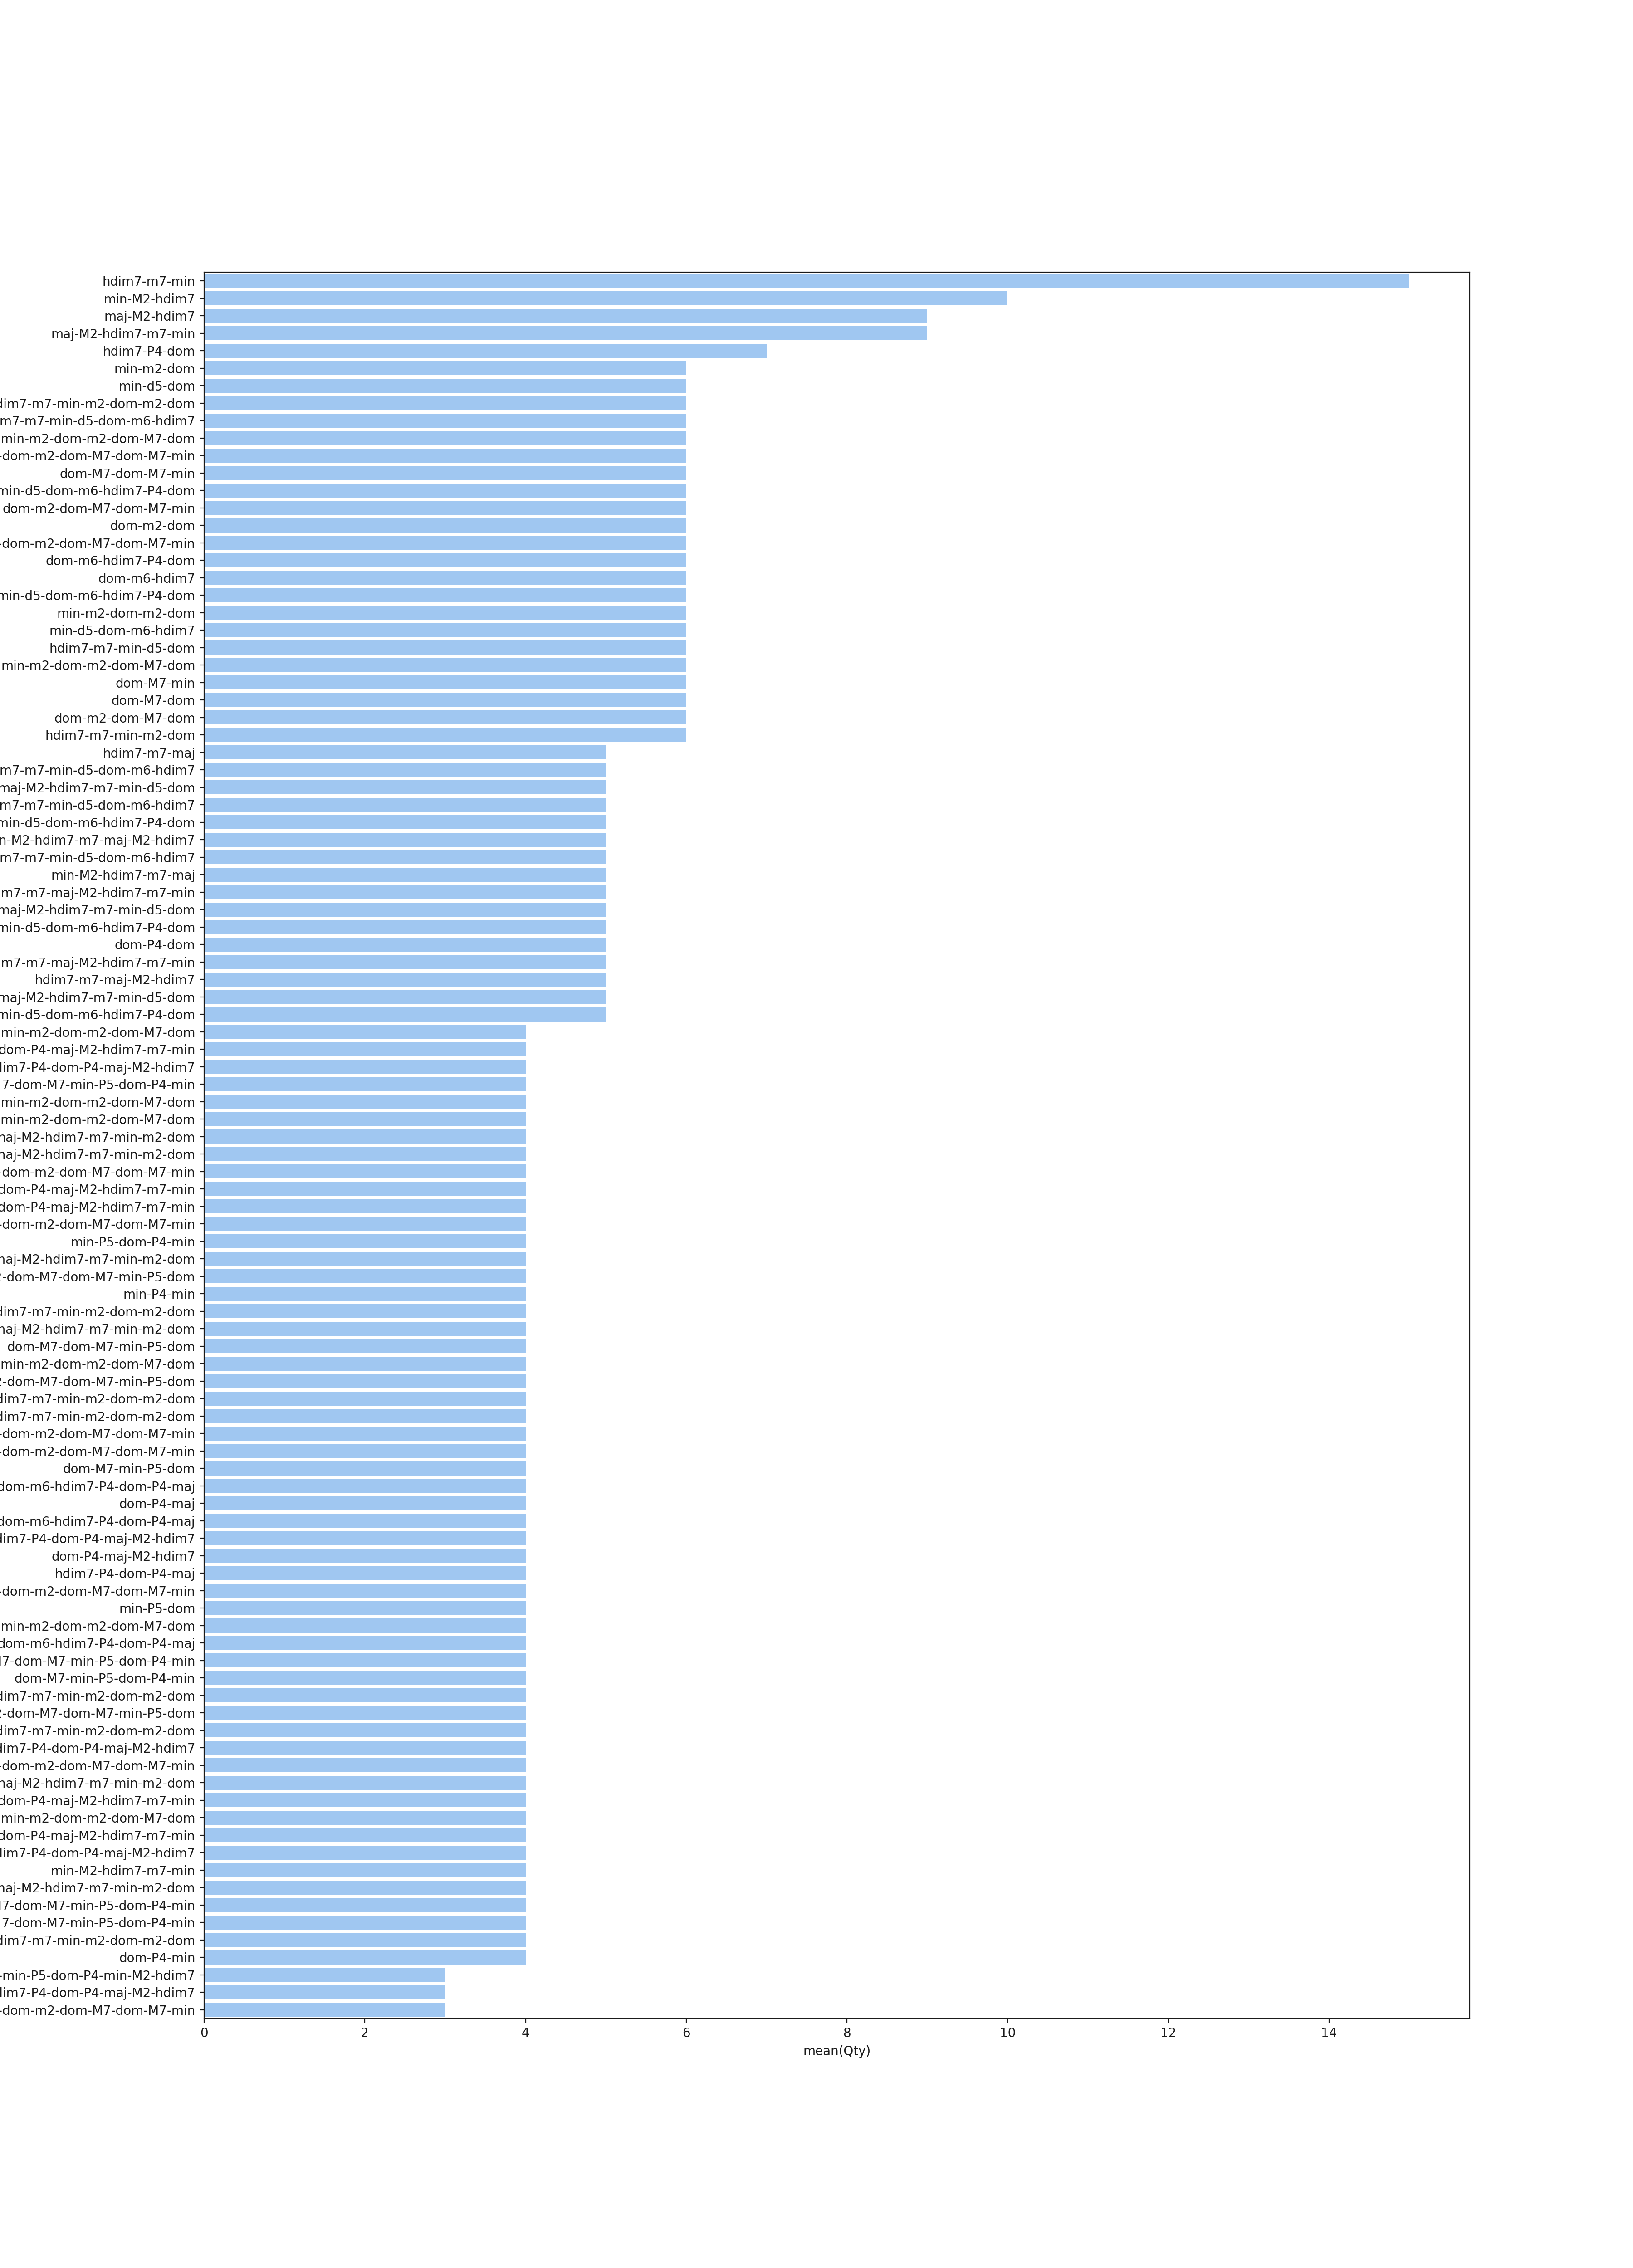 hdim7-m7-min
min-M2-hdim7
maj-M2-hdim7
maj-M2-hdim7-m7-min
hdim7-P4-dom
min-m2-dom
min-d5-dom
dim7-m7-min-m2-dom-m2-dom
m7-m7-min-d5-dom-m6-hdim7
min-m2-dom-m2-dom-M7-dom
-dom-m2-dom-M7-dom-M7-min
dom-M7-dom-M7-min
min-d5-dom-m6-hdim7-P4-dom
dom-m2-dom-M7-dom-M7-min
dom-m2-dom
-dom-m2-dom-M7-dom-M7-min
dom-m6-hdim7-P4-dom
dom-m6-hdim7
min-d5-dom-m6-hdim7-P4-dom
min-m2-dom-m2-dom
min-d5-dom-m6-hdim7
hdim7-m7-min-d5-dom
min-m2-dom-m2-dom-M7-dom
dom-M7-min
dom-M7-dom
dom-m2-dom-M7-dom
hdim7-m7-min-m2-dom
hdim7-m7-maj
m7-m7-min-d5-dom-m6-hdim7
maj-M2-hdim7-m7-min-d5-dom
m7-m7-min-d5-dom-m6-hdim7
min-d5-dom-m6-hdim7-P4-dom
n-M2-hdim7-m7-maj-M2-hdim7
m7-m7-min-d5-dom-m6-hdim7
min-M2-hdim7-m7-maj
m7-m7-maj-M2-hdim7-m7-min
maj-M2-hdim7-m7-min-d5-dom
min-d5-dom-m6-hdim7-P4-dom
dom-P4-dom
m7-m7-maj-M2-hdim7-m7-min
hdim7-m7-maj-M2-hdim7
maj-M2-hdim7-m7-min-d5-dom
min-d5-dom-m6-hdim7-P4-dom
min-m2-dom-m2-dom-M7-dom
dom-P4-maj-M2-hdim7-m7-min
dim7-P4-dom-P4-maj-M2-hdim7
17-dom-M7-min-P5-dom-P4-min
min-m2-dom-m2-dom-M7-dom
min-m2-dom-m2-dom-M7-dom
maj-M2-hdim7-m7-min-m2-dom
maj-M2-hdim7-m7-min-m2-dom
-dom-m2-dom-M7-dom-M7-min
dom-P4-maj-M2-hdim7-m7-min
dom-P4-maj-M2-hdim7-m7-min
-dom-m2-dom-M7-dom-M7-min
min-P5-dom-P4-min
maj-M2-hdim7-m7-min-m2-dom
2-dom-M7-dom-M7-min-P5-dom
min-P4-min
dim7-m7-min-m2-dom-m2-dom
maj-M2-hdim7-m7-min-m2-dom
dom-M7-dom-M7-min-P5-dom
min-m2-dom-m2-dom-M7-dom
2-dom-M7-dom-M7-min-P5-dom
dim7-m7-min-m2-dom-m2-dom
dim7-m7-min-m2-dom-m2-dom
-dom-m2-dom-M7-dom-M7-min
-dom-m2-dom-M7-dom-M7-min
dom-M7-min-P5-dom
dom-m6-hdim7-P4-dom-P4-maj
dom-P4-maj
dom-m6-hdim7-P4-dom-P4-maj
dim7-P4-dom-P4-maj-M2-hdim7
dom-P4-maj-M2-hdim7
hdim7-P4-dom-P4-maj
-dom-m2-dom-M7-dom-M7-min
min-P5-dom
min-m2-dom-m2-dom-M7-dom
dom-m6-hdim7-P4-dom-P4-maj
17-dom-M7-min-P5-dom-P4-min
dom-M7-min-P5-dom-P4-min
dim7-m7-min-m2-dom-m2-dom
2-dom-M7-dom-M7-min-P5-dom
dim7-m7-min-m2-dom-m2-dom
dim7-P4-dom-P4-maj-M2-hdim7
-dom-m2-dom-M7-dom-M7-min
maj-M2-hdim7-m7-min-m2-dom
dom-P4-maj-M2-hdim7-m7-min
-min-m2-dom-m2-dom-M7-dom
dom-P4-maj-M2-hdim7-m7-min
dim7-P4-dom-P4-maj-M2-hdim7
min-M2-hdim7-m7-min
maj-M2-hdim7-m7-min-m2-dom
17-dom-M7-min-P5-dom-P4-min
17-dom-M7-min-P5-dom-P4-min
dim7-m7-min-m2-dom-m2-dom
dom-P4-min
-min-P5-dom-P4-min-M2-hdim7
dim7-P4-dom-P4-maj-M2-hdim7
-dom-m2-dom-M7-dom-M7-min
0 2 4 6 8 10 12 14
mean(Qty)